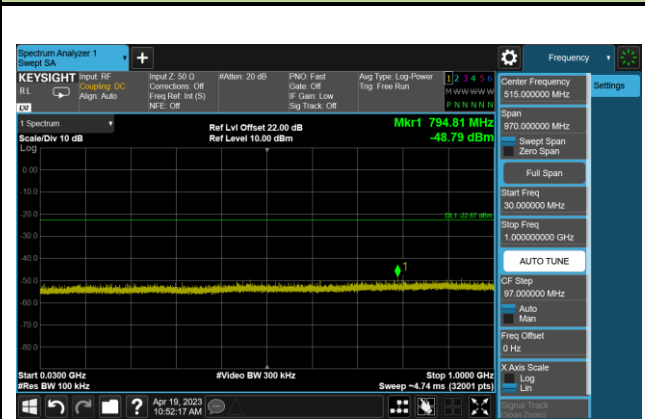 Spectrum Analyzer 1
Swept SA
+
Frequency
KEYSIGHT
RL
LXI
Input: RF
Coupling: DC
Align: Auto
Input Z: 50 Ω
Corrections: Off
Freq Ref: Int (S)
NFE: Off
#Atten: 20 dB
PNO: Fast
Gate: Off
IF Gain: Low
Sig Track: Off
Avg Type: Log-Power
Trig: Free Run
1 2 3 4 5 6
M W W W W W
P N N N N N
1 Spectrum
Scale/Div 10 dB
Log
Ref Lvl Offset 22.00 dB
Ref Level 10.00 dBm
Mkr1 794.81 MHz
-48.79 dBm
0.00
-10.0
-20.0
DL1 -22.67 dBm
-30.0
-40.0
1
-50.0
-60.0
-70.0
-80.0
Start 0.0300 GHz
#Res BW 100 kHz
#Video BW 300 kHz
Stop 1.0000 GHz
Sweep ~4.74 ms (32001 pts)
Center Frequency
515.000000 MHz
Settings
Span
970.000000 MHz
Swept Span
Zero Span
Full Span
Start Freq
30.000000 MHz
Stop Freq
1.000000000 GHz
AUTO TUNE
CF Step
97.000000 MHz
Auto
Man
Freq Offset
0 Hz
X Axis Scale
Log
Lin
Signal Track
(Span Zoom)
?
Apr 19, 2023
10:52:17 AM